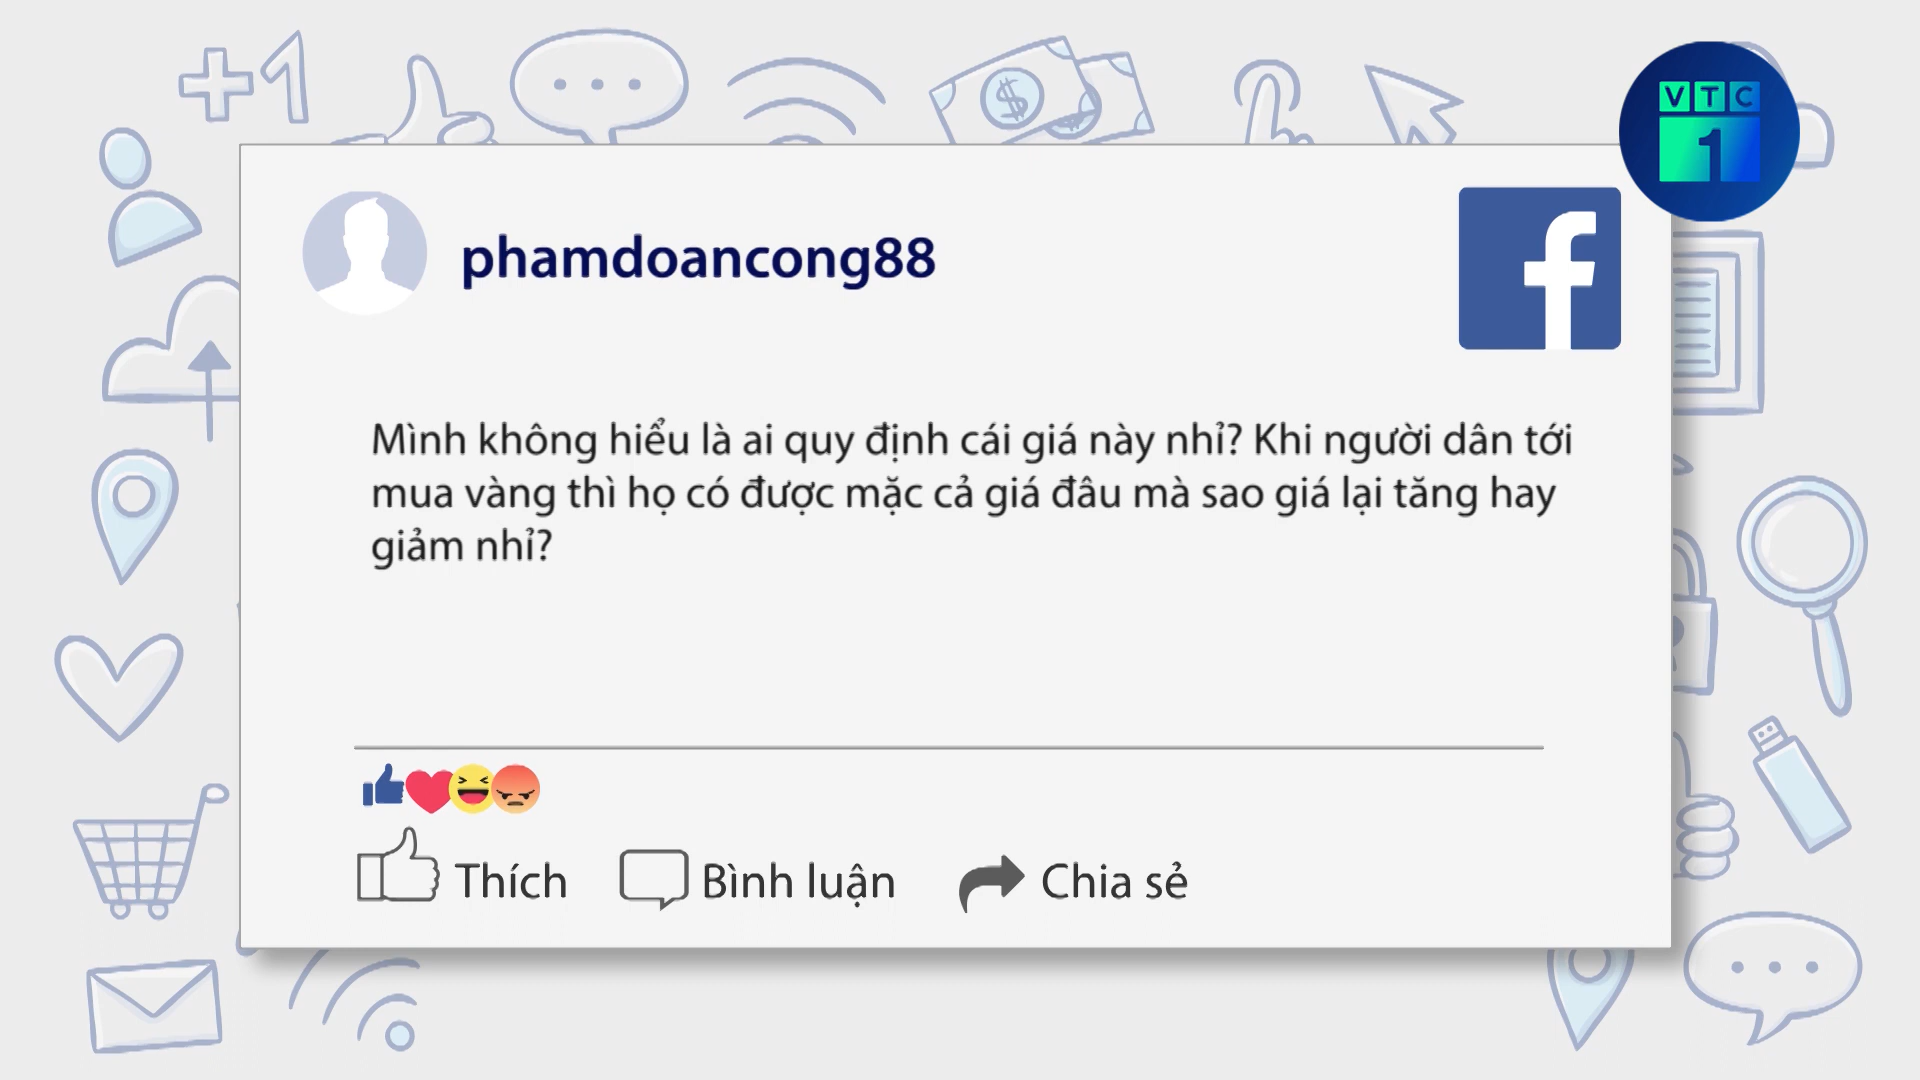 +1
VTC
1
phamdoancong88
f
Mình không hiểu là ai quy định cái giá này nhỉ? Khi người dân tới
mua vàng thì họ có được mặc cả giá đâu mà sao giá lại tăng hay
giảm nhỉ?
Thích Bình luận Chia sẻ